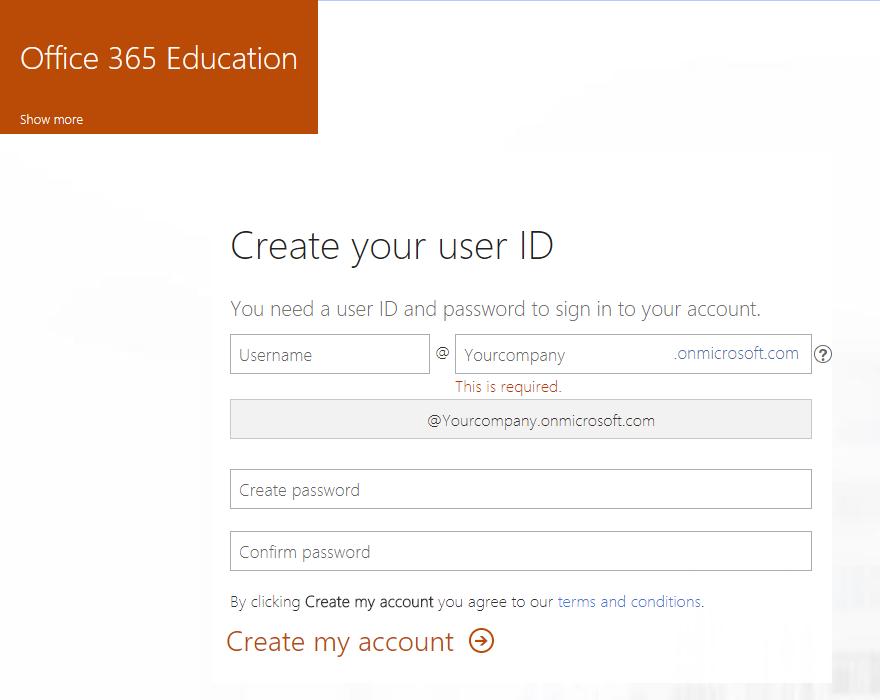 Office 365 Education
Show more
Create your user ID
You need a user ID and password to sign in to your account.
Username @ Yourcompany .onmicrosoft.com ?
This is required.
@Yourcompany.onmicrosoft.com
Create password
Confirm password
By clicking Create my account you agree to our terms and conditions.
Create my account